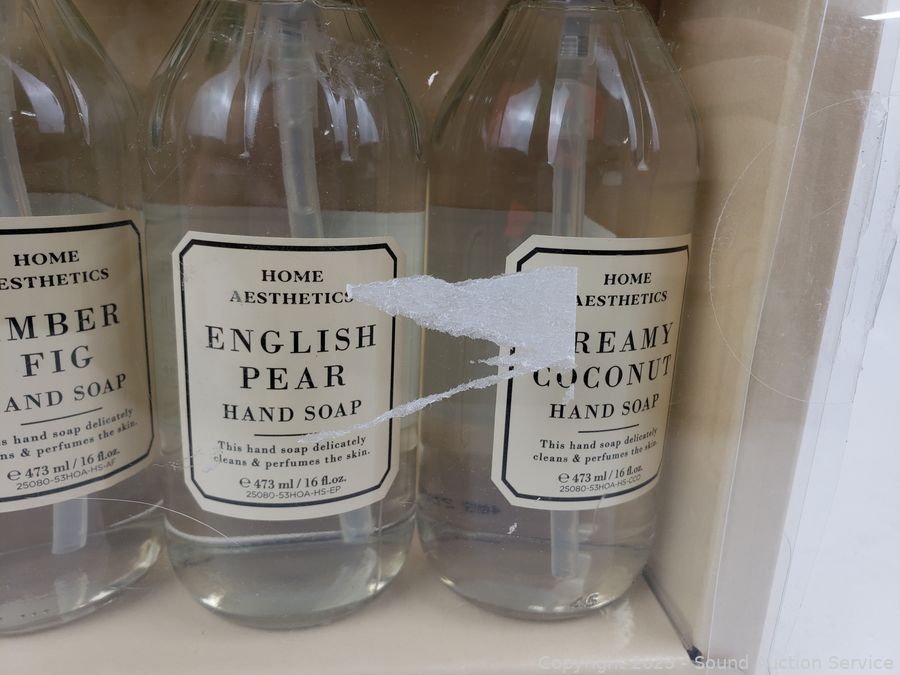 HOME
AESTHETICS
MBER
FIG
AND SOAP
hand soap delicately
& perfumes the skin.
℮ 473 ml / 16 fl.oz.
25080-53HOA-HS-AF
HOME
AESTHETICS
ENGLISH
PEAR
HAND SOAP
This hand soap delicately
cleans & perfumes the skin.
℮ 473 ml / 16 fl.oz.
25080-53HOA-HS-EP
HOME
AESTHETICS
REAMY
COCONUT
HAND SOAP
This hand soap delicately
cleans & perfumes the skin.
℮ 473 ml / 16 fl.oz.
25080-53HOA-HS-CCO
Copyright 2023 - Sound Auction Service